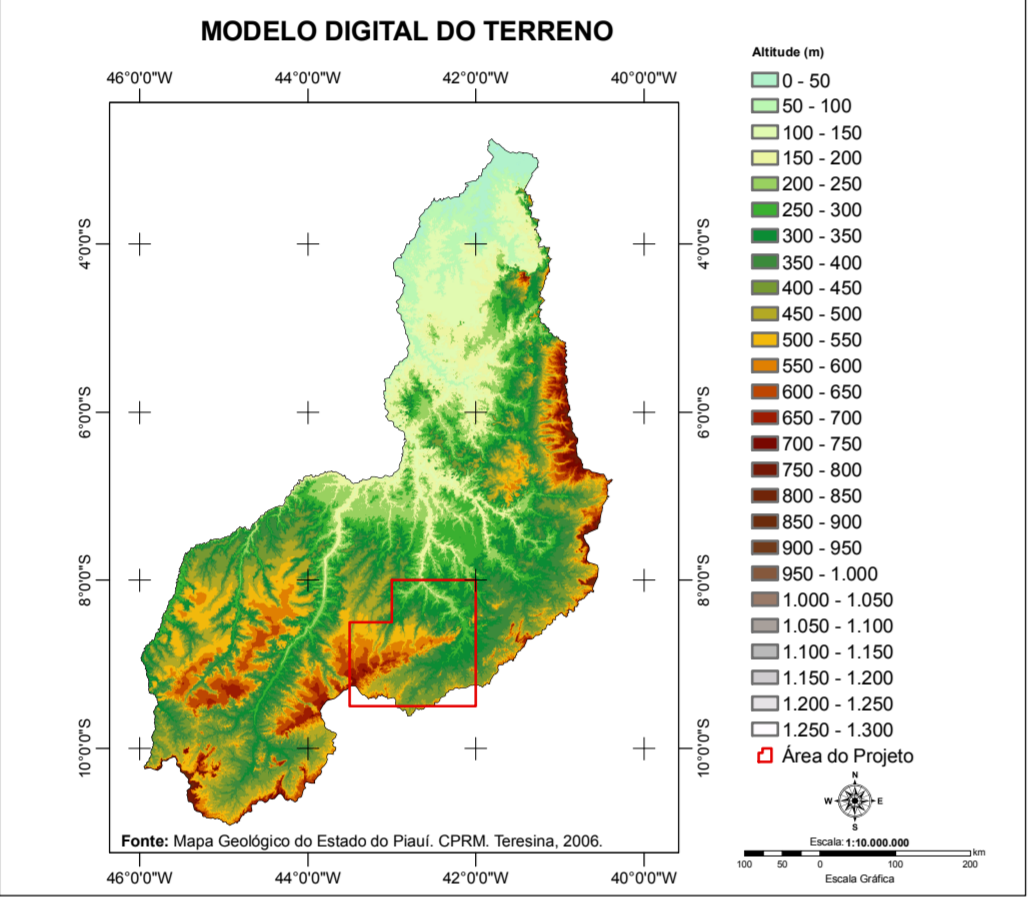 MODELO DIGITAL DO TERRENO
46°0'0"W 44°0'0"W 42°0'0"W 40°0'0"W
4°0'0"S 4°0'0"S
6°0'0"S 6°0'0"S
8°0'0"S 8°0'0"S
10°0'0"S 10°0'0"S
Fonte: Mapa Geológico do Estado do Piauí. CPRM. Teresina, 2006.
46°0'0"W 44°0'0"W 42°0'0"W 40°0'0"W
Altitude (m)
0 - 50
50 - 100
100 - 150
150 - 200
200 - 250
250 - 300
300 - 350
350 - 400
400 - 450
450 - 500
500 - 550
550 - 600
600 - 650
650 - 700
700 - 750
750 - 800
800 - 850
850 - 900
900 - 950
950 - 1.000
1.000 - 1.050
1.050 - 1.100
1.100 - 1.150
1.150 - 1.200
1.200 - 1.250
1.250 - 1.300
Área do Projeto
N
W E
S
Escala: 1:10.000.000
km
100 50 0 100 200
Escala Gráfica